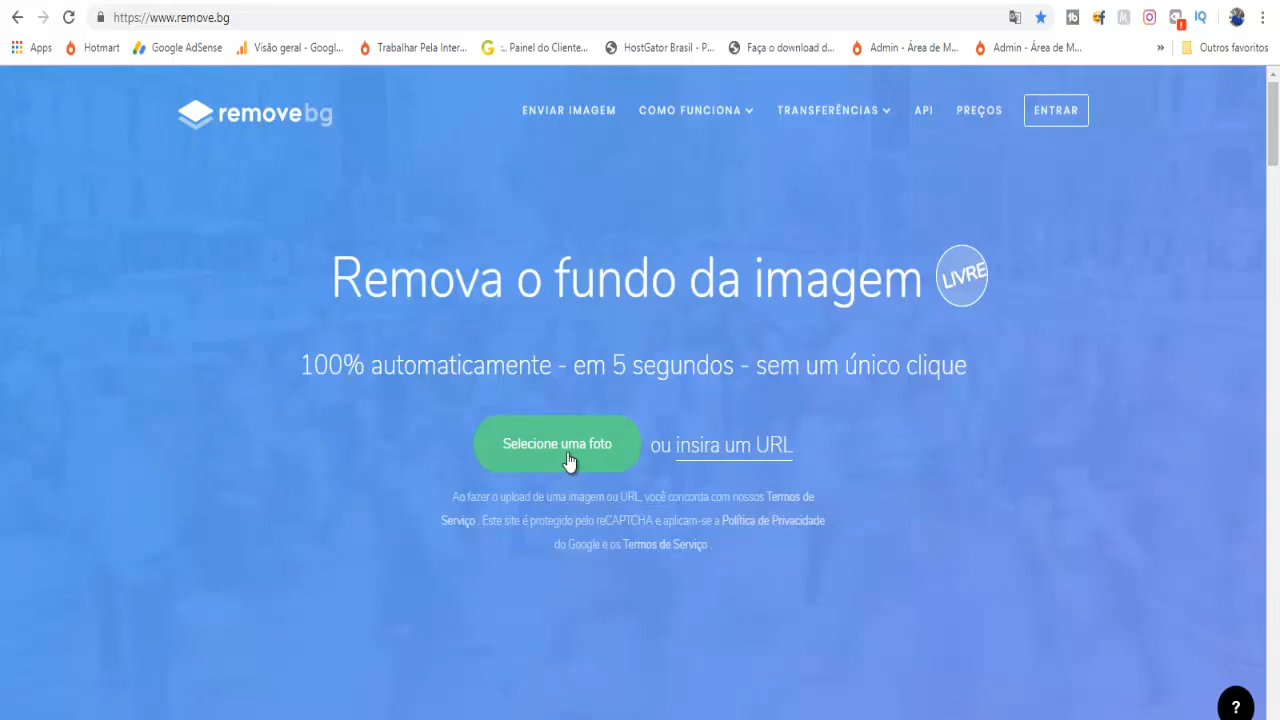 https://www.remove.bg
Apps Hotmart Google AdSense Visão geral - Googl... Trabalhar Pela Inter... :. Painel do Cliente... HostGator Brasil - P... Faça o download d... Admin - Área de M... Admin - Área de M... » Outros favoritos
removebg ENVIAR IMAGEM COMO FUNCIONA TRANSFERÊNCIAS API PREÇOS ENTRAR
Remova o fundo da imagem LIVRE
100% automaticamente - em 5 segundos - sem um único clique
Selecione uma foto ou insira um URL
Ao fazer o upload de uma imagem ou URL, você concorda com nossos Termos de
Serviço . Este site é protegido pelo reCAPTCHA e aplicam-se a Política de Privacidade
do Google e os Termos de Serviço .
?